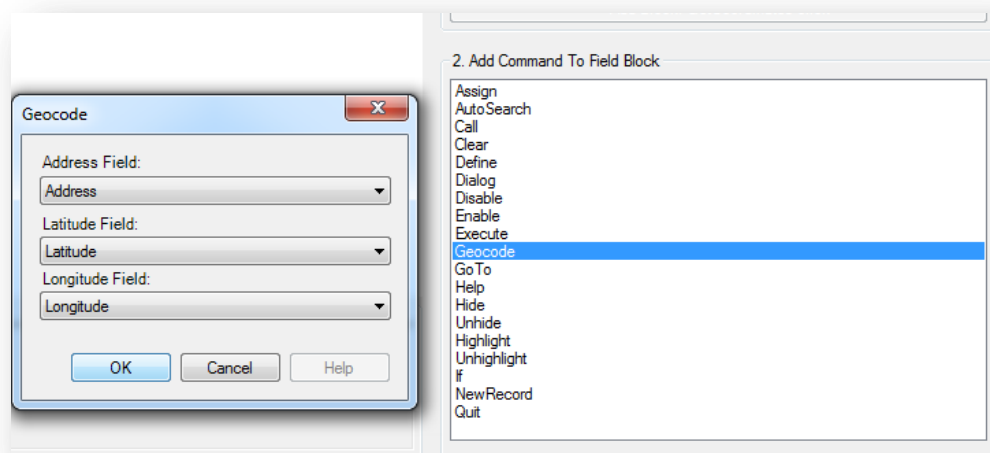 Geocode
Address Field:
Address
Latitude Field:
Latitude
Longitude Field:
Longitude
OK
Cancel
Help
2. Add Command To Field Block
Assign
AutoSearch
Call
Clear
Define
Dialog
Disable
Enable
Execute
Geocode
GoTo
Help
Hide
Unhide
Highlight
Unhighlight
If
NewRecord
Quit